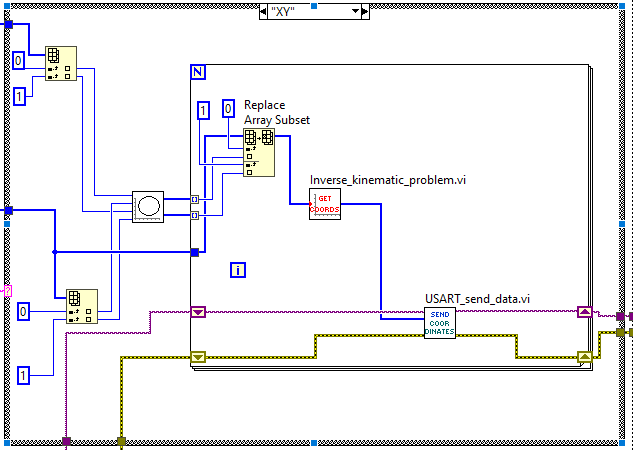 "XY"
0
1
N
1
0
Replace
Array Subset
Inverse_kinematic_problem.vi
GET
COORDS
i
USART_send_data.vi
SEND
COOR
DINATES
0
1